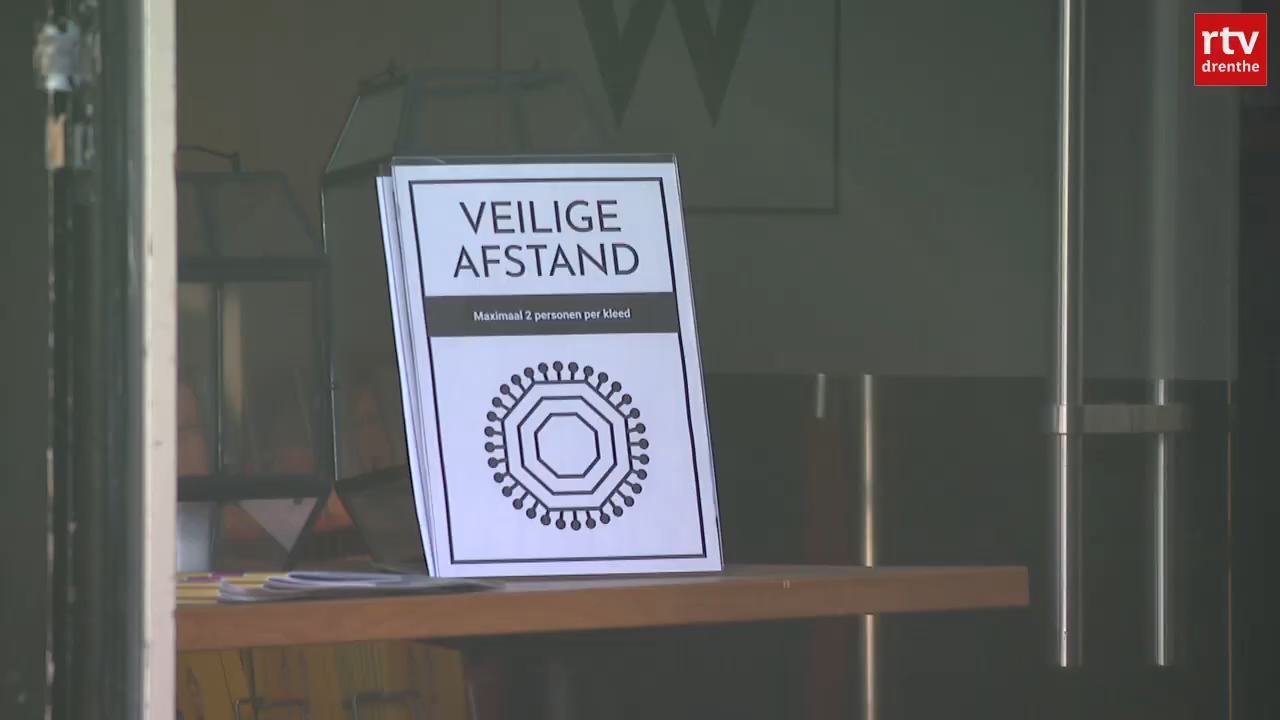 rtv
drenthe
W
VEILIGE
AFSTAND
Maximaal 2 personen per kleed